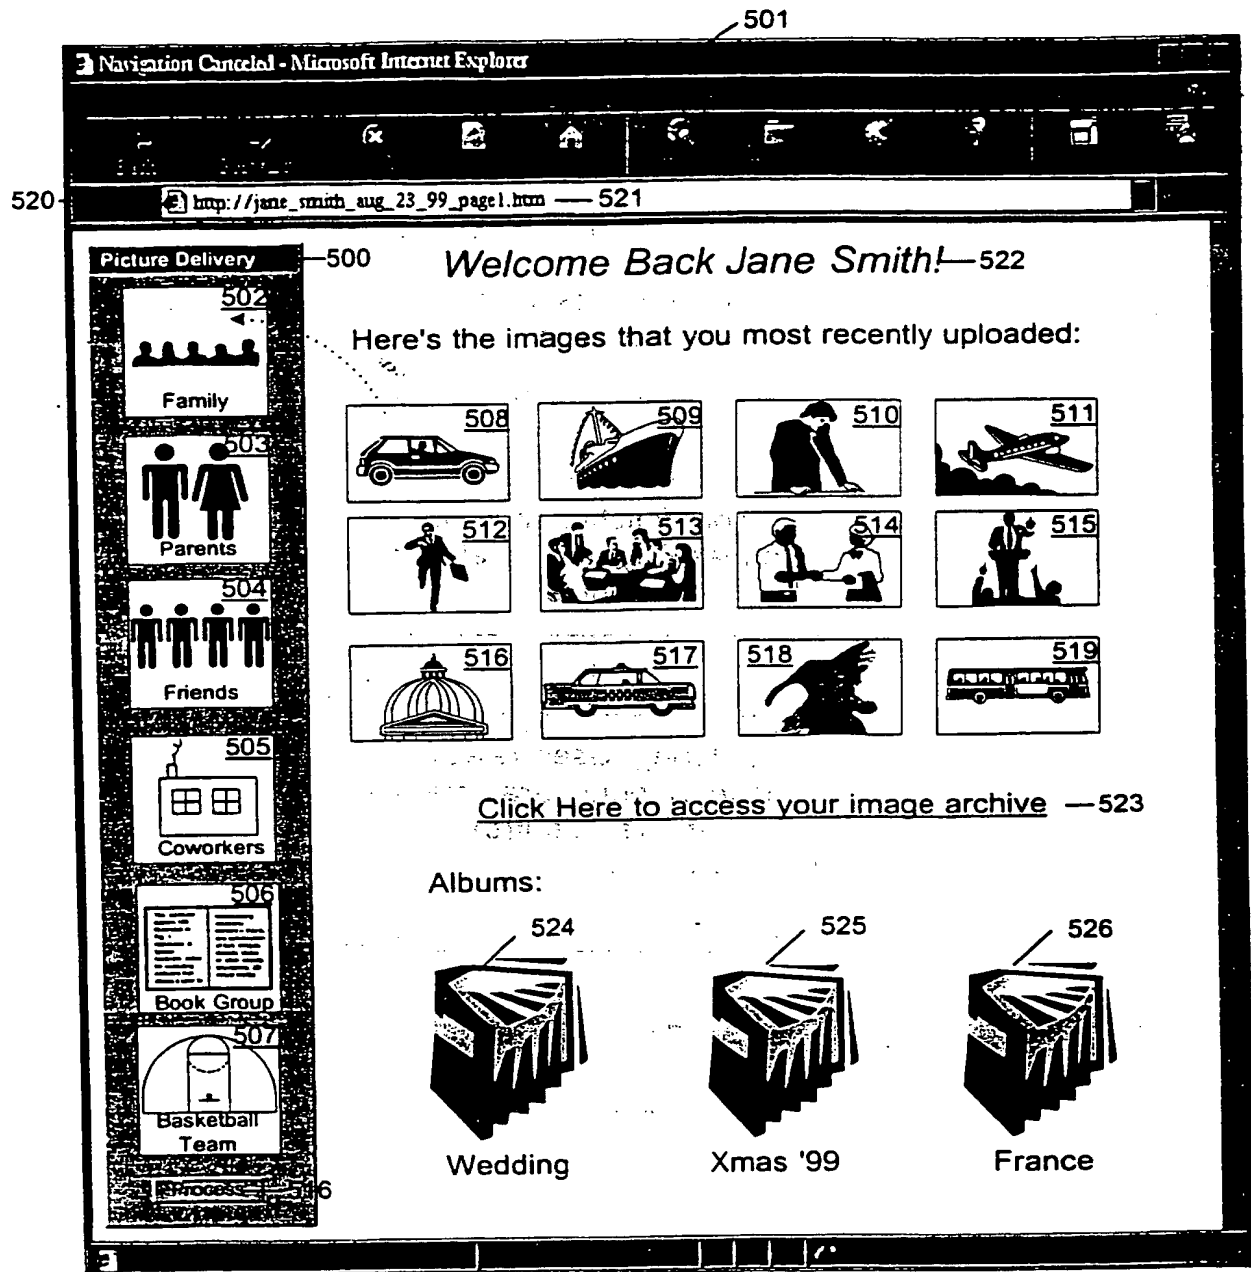 501
Navigation Canceled - Microsoft Internet Explorer
520
http://jane_smith_aug_23_99_page1.htm
521
Picture Delivery
500
Welcome Back Jane Smith!
522
502
Family
Here's the images that you most recently uploaded:
508
509
510
511
503
Parents
512
513
514
515
504
Friends
516
517
518
519
505
Coworkers
Click Here to access your image archive
523
506
Book Group
Albums:
524
525
526
507
Basketball
Team
Wedding
Xmas '99
France
Process